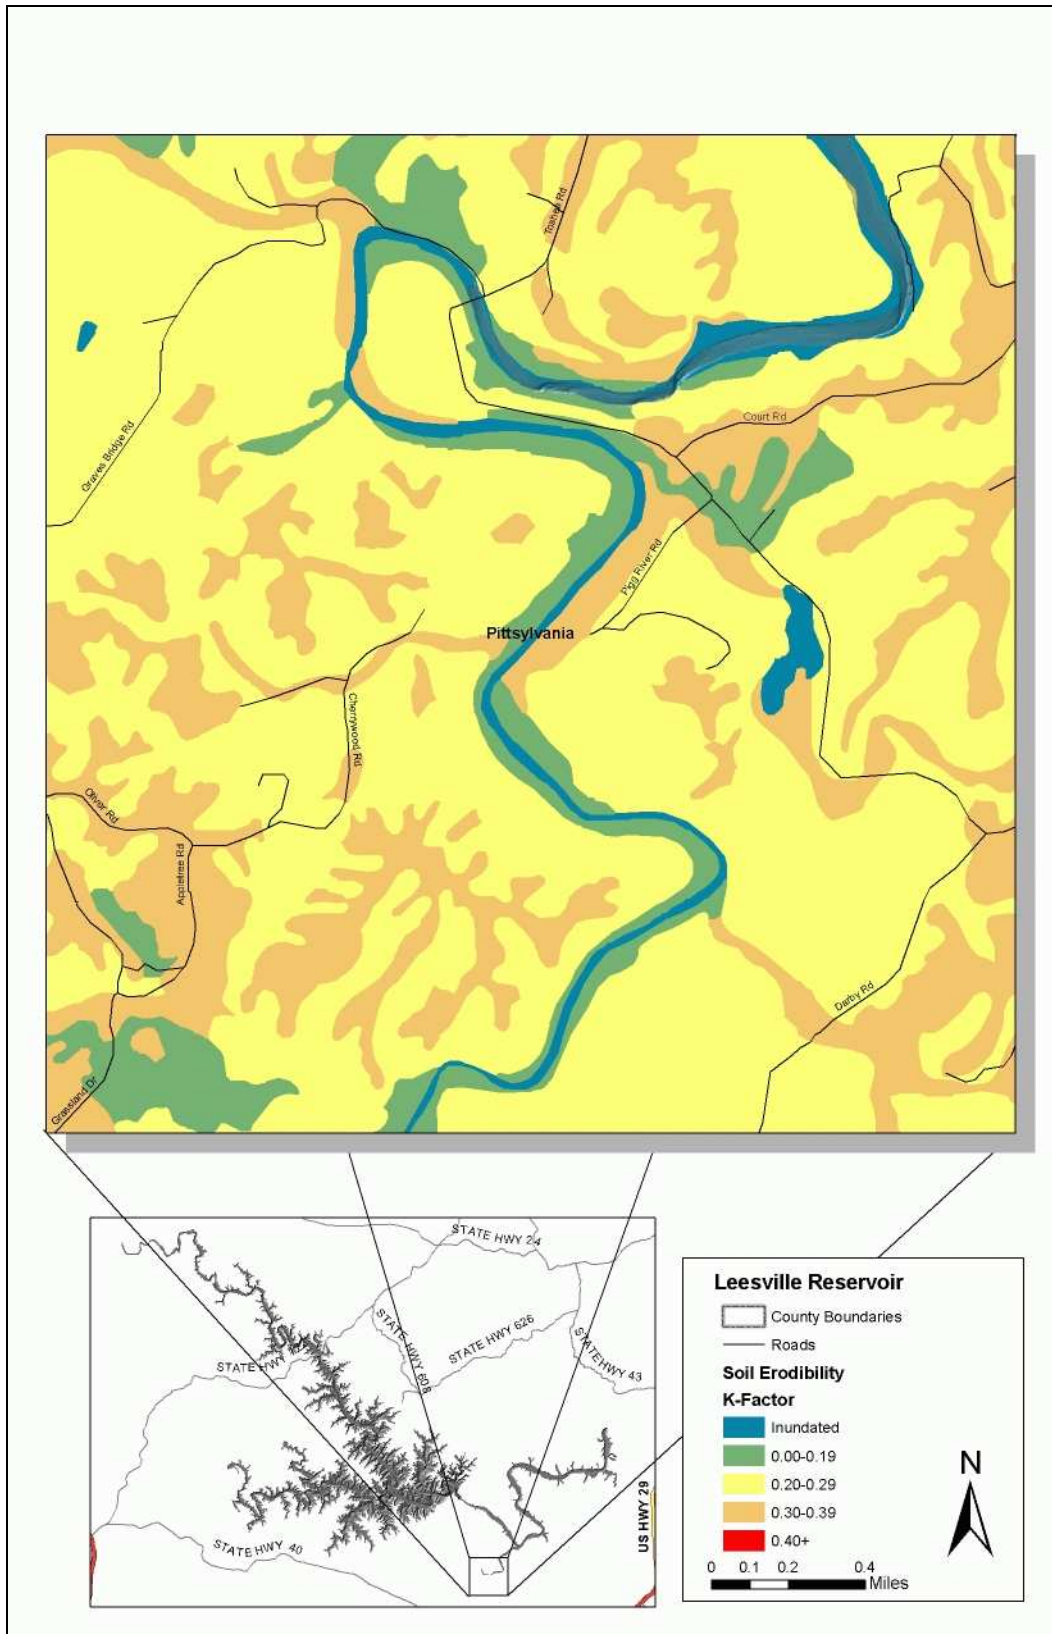 Toanes Rd
Graves Bridge Rd
Court Rd
Pigg River Rd
Pittsylvania
Cherrywood Rd
Oliver Rd
Appletree Rd
Darby Rd
Grassland Dr
STATE HWY 24
STATE HWY 626
STATE HWY 608
STATE HWY 43
STATE HWY
STATE HWY 40
US HWY 29
Leesville Reservoir
County Boundaries
Roads
Soil Erodibility
K-Factor
Inundated
0.00-0.19
0.20-0.29
0.30-0.39
0.40+
N
0 0.1 0.2 0.4
Miles